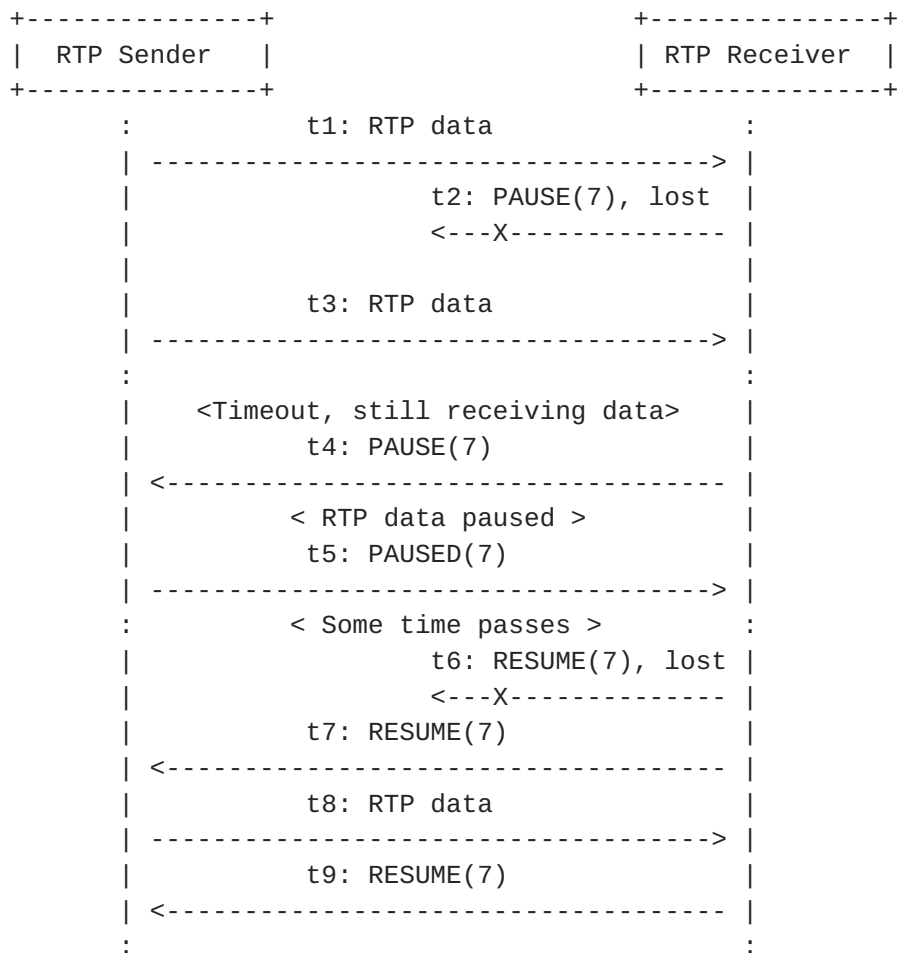 +---------------+                       +---------------+
|  RTP Sender   |                       | RTP Receiver  |
+---------------+                       +---------------+
       :           t1: RTP data                :
       | ------------------------------------> |
       |                   t2: PAUSE(7), lost  |
       |                   <---X-------------- |
       |                                       |
       |           t3: RTP data                |
       | ------------------------------------> |
       :                                       :
       |    <Timeout, still receiving data>    |
       |           t4: PAUSE(7)                |
       | <------------------------------------ |
       |          < RTP data paused >          |
       |           t5: PAUSED(7)               |
       | ------------------------------------> |
       :          < Some time passes >         :
       |                   t6: RESUME(7), lost |
       |                   <---X-------------- |
       |           t7: RESUME(7)               |
       | <------------------------------------ |
       |           t8: RTP data                |
       | ------------------------------------> |
       |           t9: RESUME(7)               |
       | <------------------------------------ |
       :                                       :